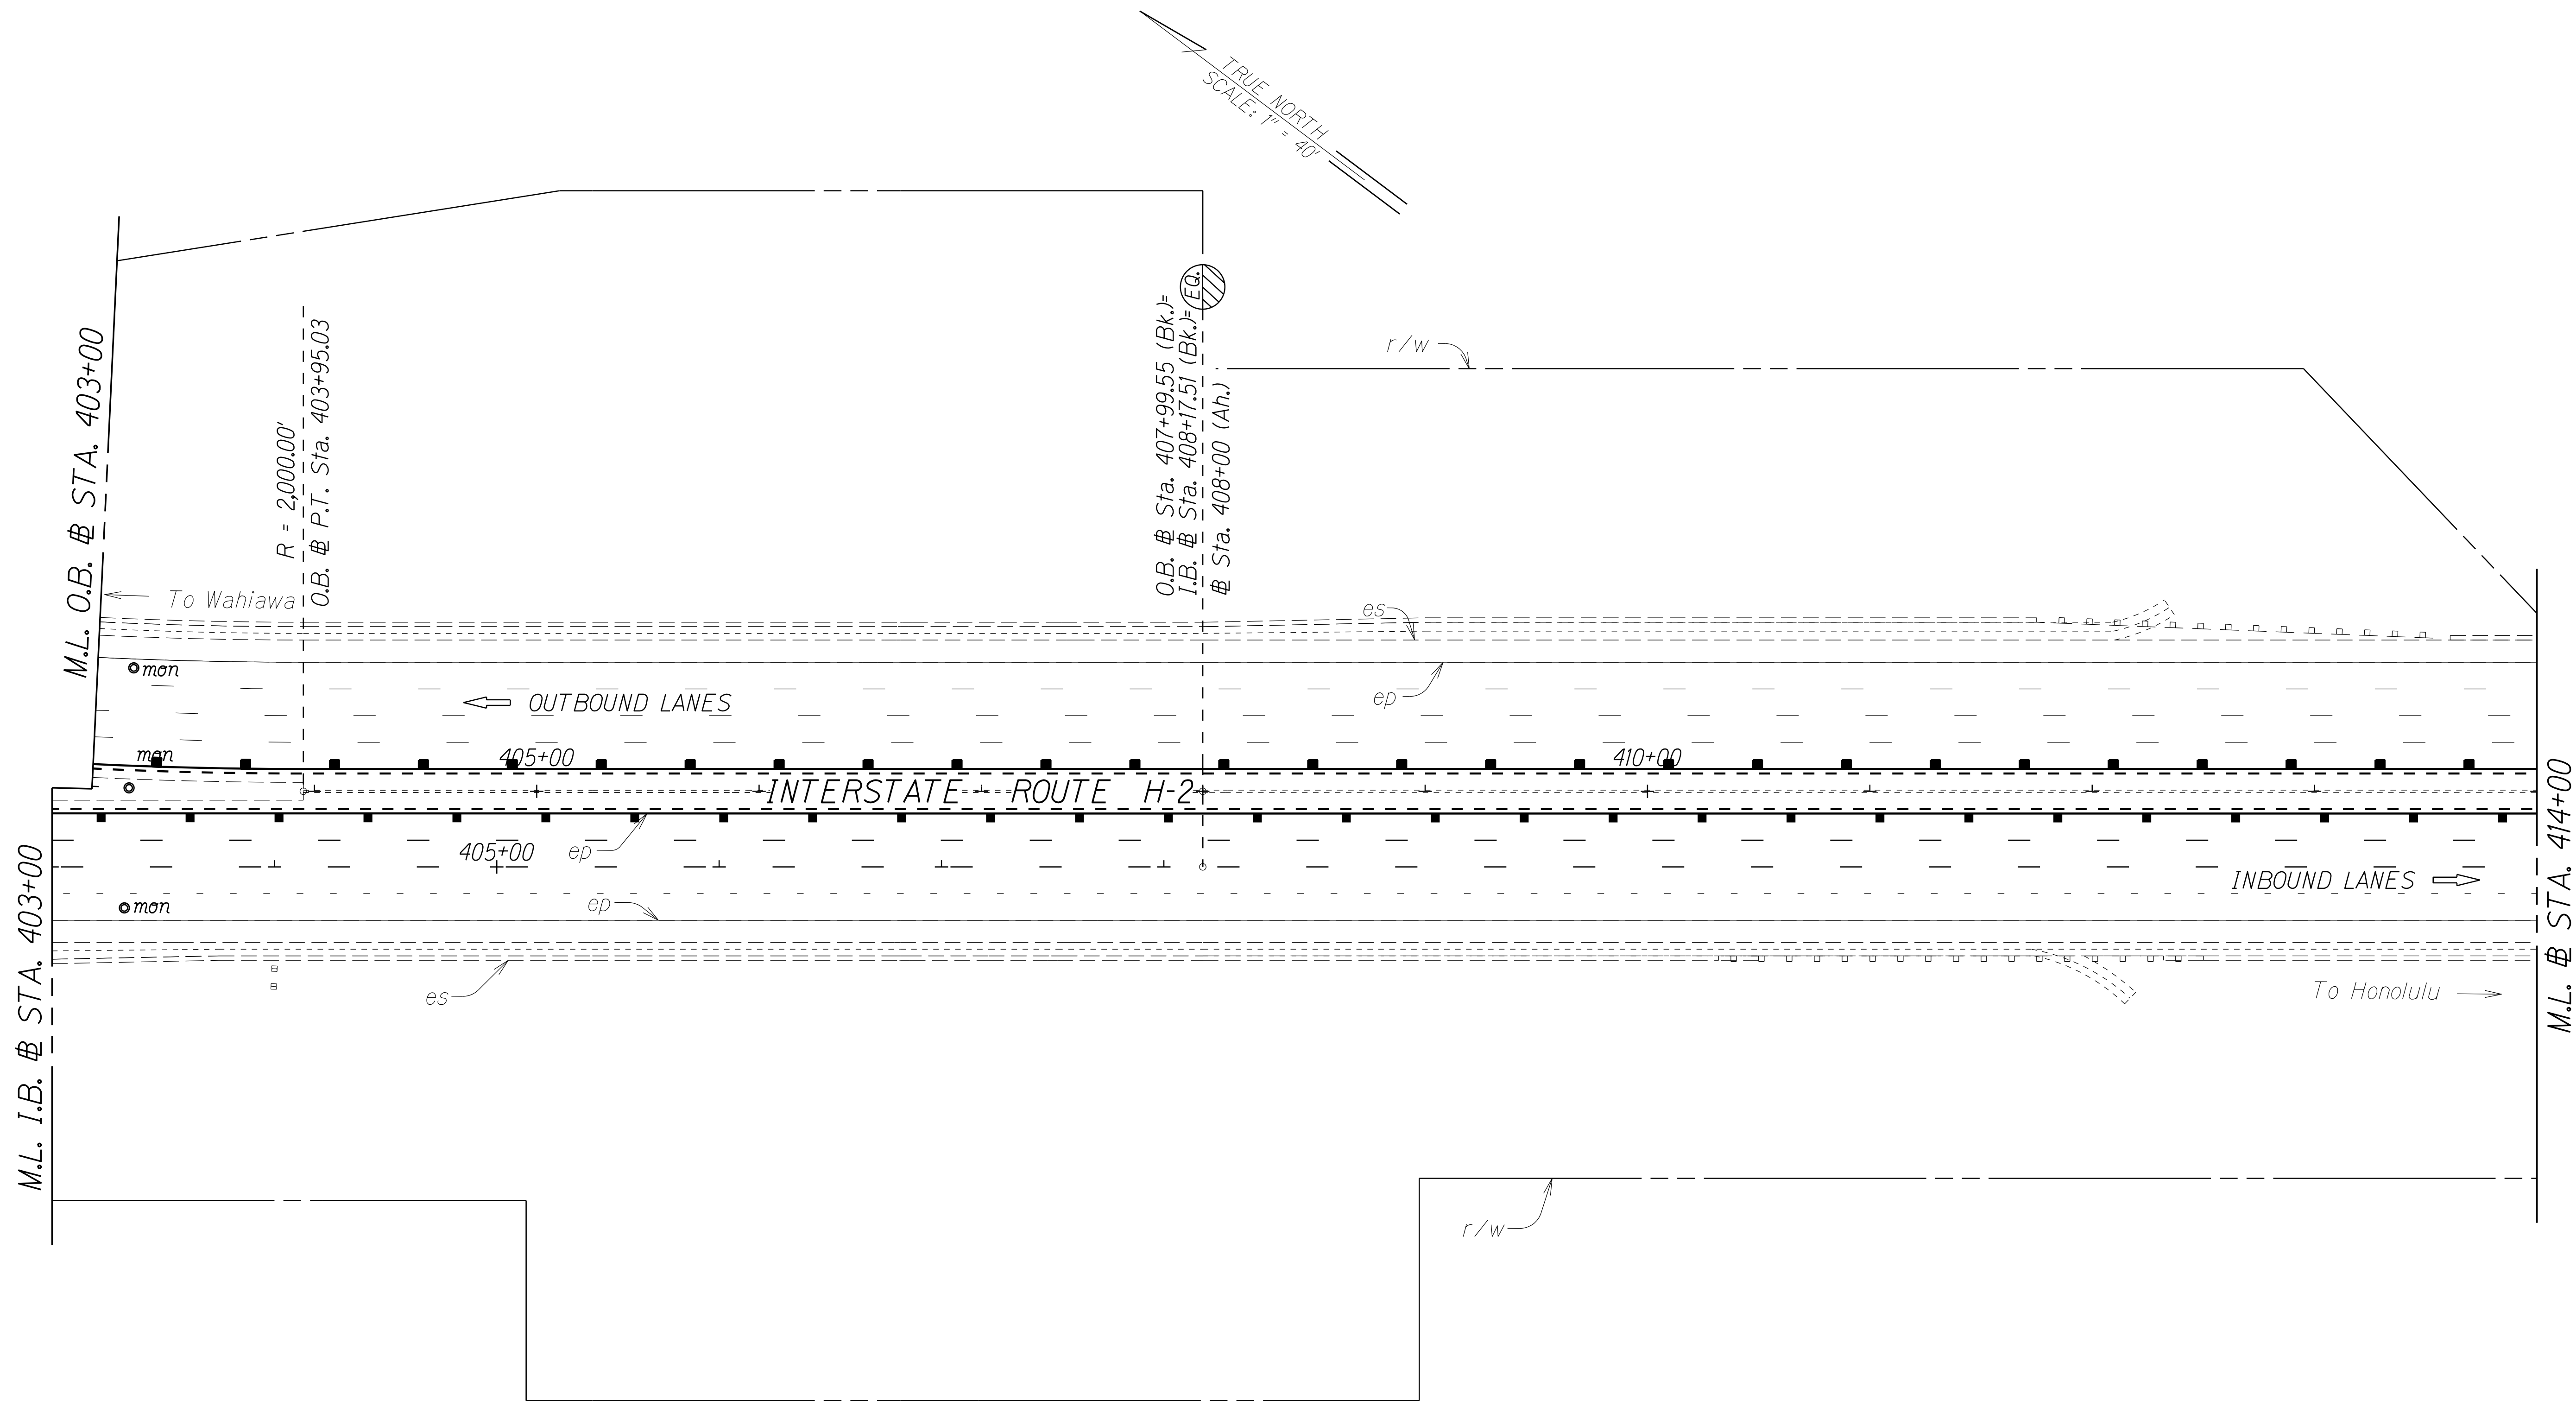 TRUE NORTH
SCALE: 1" = 40'
M.L. O.B. ℄ STA. 403+00
R = 2,000.00'
O.B. ℄ P.T. Sta. 403+95.03
O.B. ℄ Sta. 407+99.55 (Bk.)=
I.B. ℄ Sta. 408+17.51 (Bk.)= EQ.
℄ Sta. 408+00 (Ah.)
r/w
To Wahiawa
es
mon
OUTBOUND LANES
ep
mon
405+00
410+00
INTERSTATE ROUTE H-2
405+00
ep
INBOUND LANES
mon
ep
es
To Honolulu
M.L. I.B. ℄ STA. 403+00
M.L. ℄ STA. 414+00
r/w